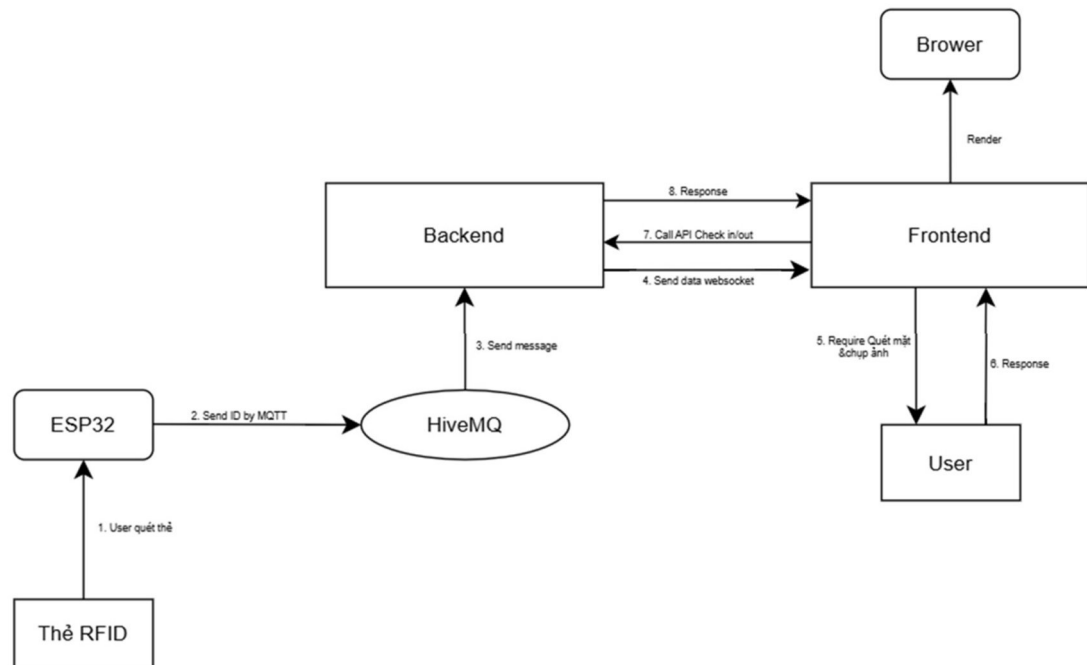 Brower
Render
Backend
8. Response
7. Call API Check in/out
4. Send data websocket
Frontend
3. Send message
5. Require Quét mặt
&chụp ảnh
6. Response
ESP32
2. Send ID by MQTT
HiveMQ
User
1. User quét thẻ
Thẻ RFID